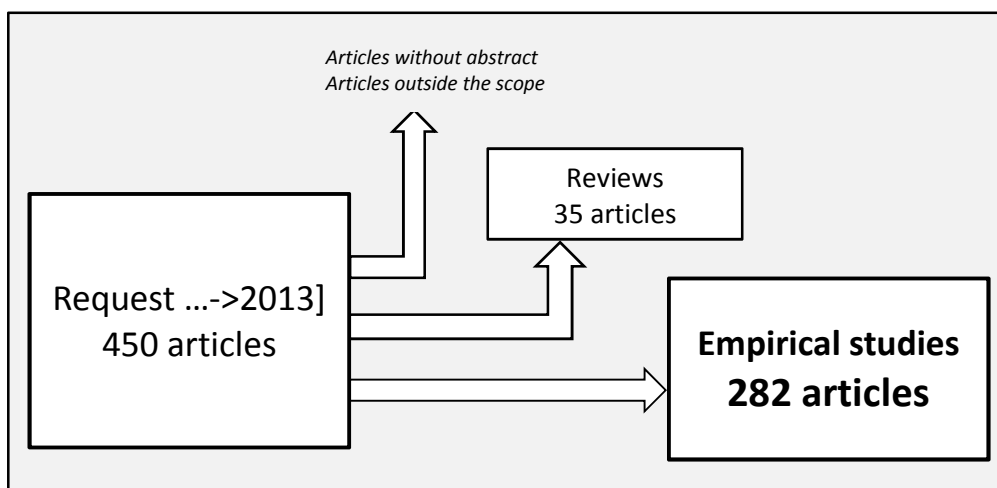 Articles without abstract
Articles outside the scope
Reviews
35 articles
Request ...->2013]
450 articles
Empirical studies
282 articles